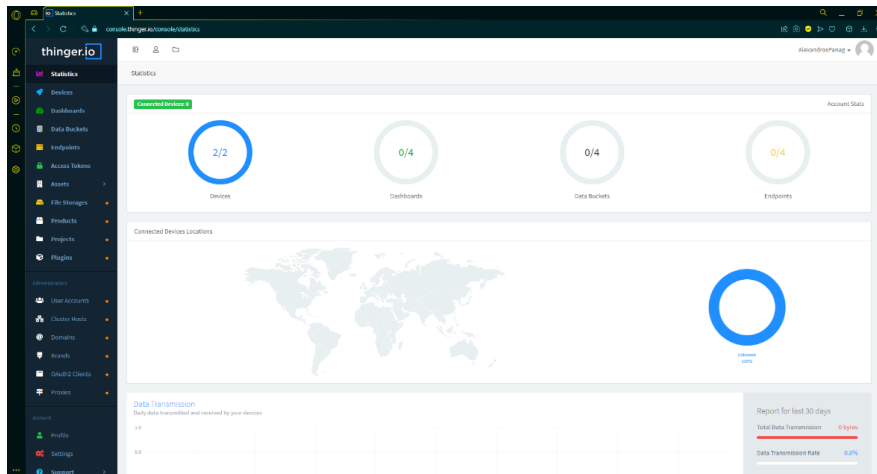 Statistics
console.thinger.io/console/statistics
thinger.io
AlexandrosPanag
Statistics
Devices
Dashboards
Data Buckets
Endpoints
Access Tokens
Assets
File Storages
Products
Projects
Plugins
Administration
User Accounts
Cluster Hosts
Domains
Brands
OAuth2 Clients
Proxies
Account
Profile
Settings
Support
Statistics
Connected Devices: 0
Account Stats
2/2
0/4
0/4
0/4
Devices
Dashboards
Data Buckets
Endpoints
Connected Devices Locations
Unknown
100%
Data Transmission
Daily data transmitted and received by your devices
1.0
Report for last 30 days
Total Data Transmission 0 bytes
Data Transmission Rate 0.0%